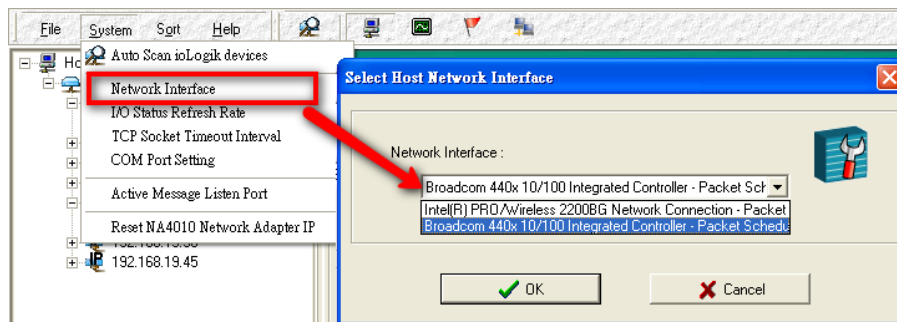 File System Sort Help
Auto Scan ioLogik devices
Network Interface
I/O Status Refresh Rate
TCP Socket Timeout Interval
COM Port Setting
Active Message Listen Port
Reset NA4010 Network Adapter IP
192.168.19.45
Select Host Network Interface
Network Interface :
Broadcom 440x 10/100 Integrated Controller - Packet Sch
Intel(R) PRO/Wireless 2200BG Network Connection - Packet
Broadcom 440x 10/100 Integrated Controller - Packet Schedu
OK
Cancel